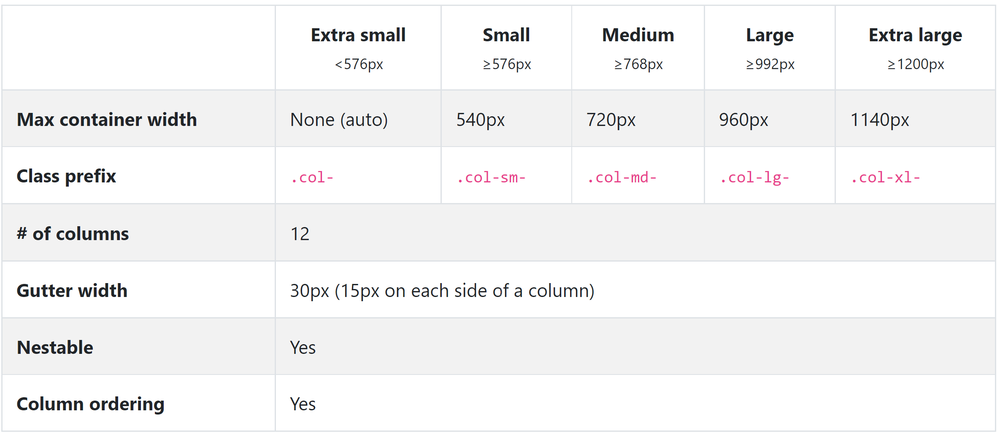 Extra small Small Medium Large Extra large
<576px ≥576px ≥768px ≥992px ≥1200px
Max container width None (auto) 540px 720px 960px 1140px
Class prefix .col- .col-sm- .col-md- .col-lg- .col-xl-
# of columns 12
Gutter width 30px (15px on each side of a column)
Nestable Yes
Column ordering Yes